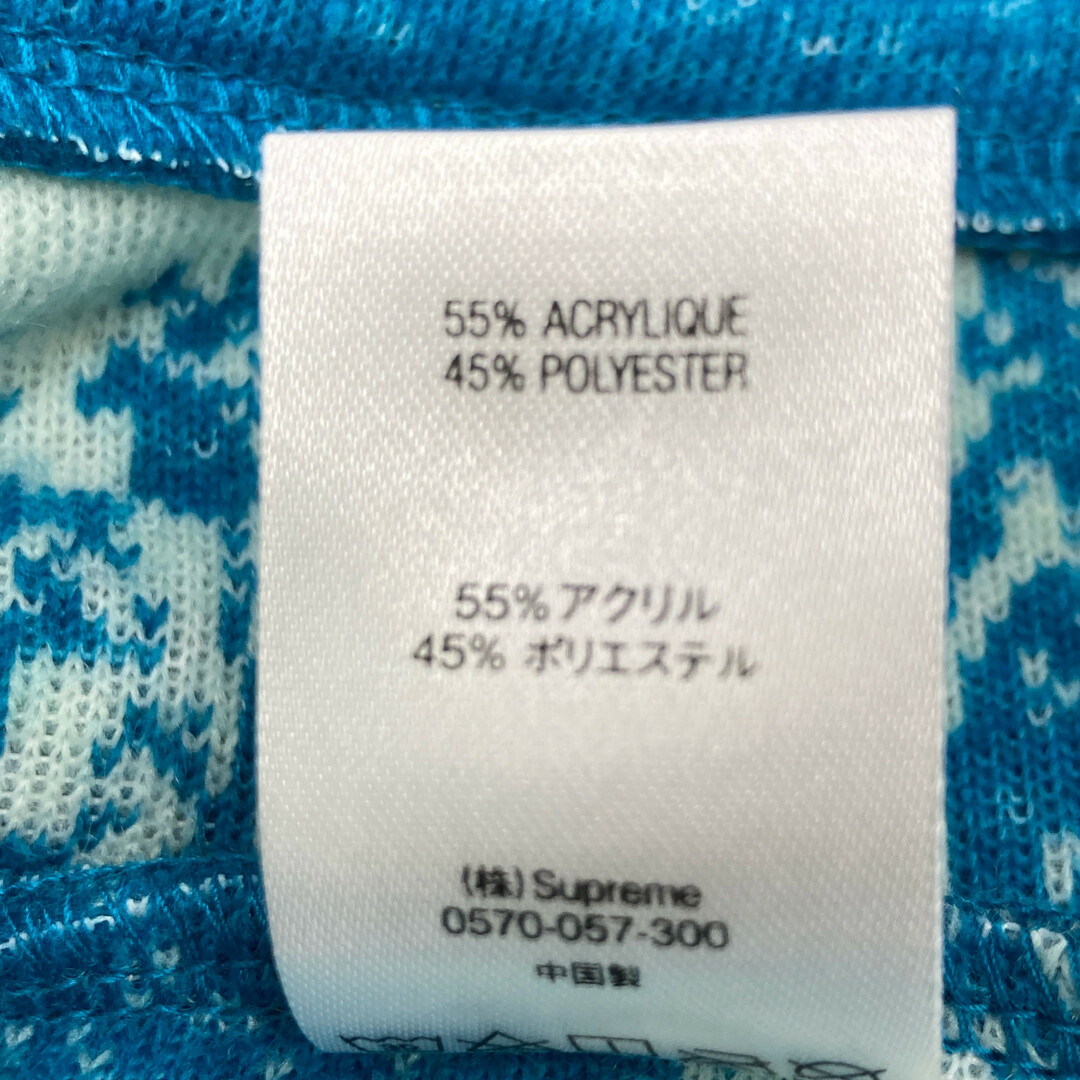 55% ACRYLIQUE
45% POLYESTER
55%アクリル
45% ポリエステル
(株)Supreme
0570-057-300
中国製